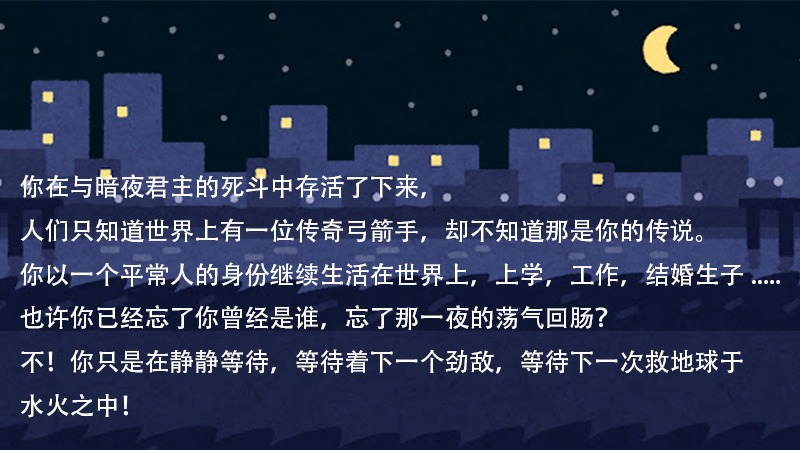 你在与暗夜君主的死斗中存活了下来，
人们只知道世界上有一位传奇弓箭手，却不知道那是你的传说。
你以一个平常人的身份继续生活在世界上，上学，工作，结婚生子.....
也许你已经忘了你曾经是谁，忘了那一夜的荡气回肠？
不！你只是在静静等待，等待着下一个劲敌，等待下一次救地球于
水火之中！